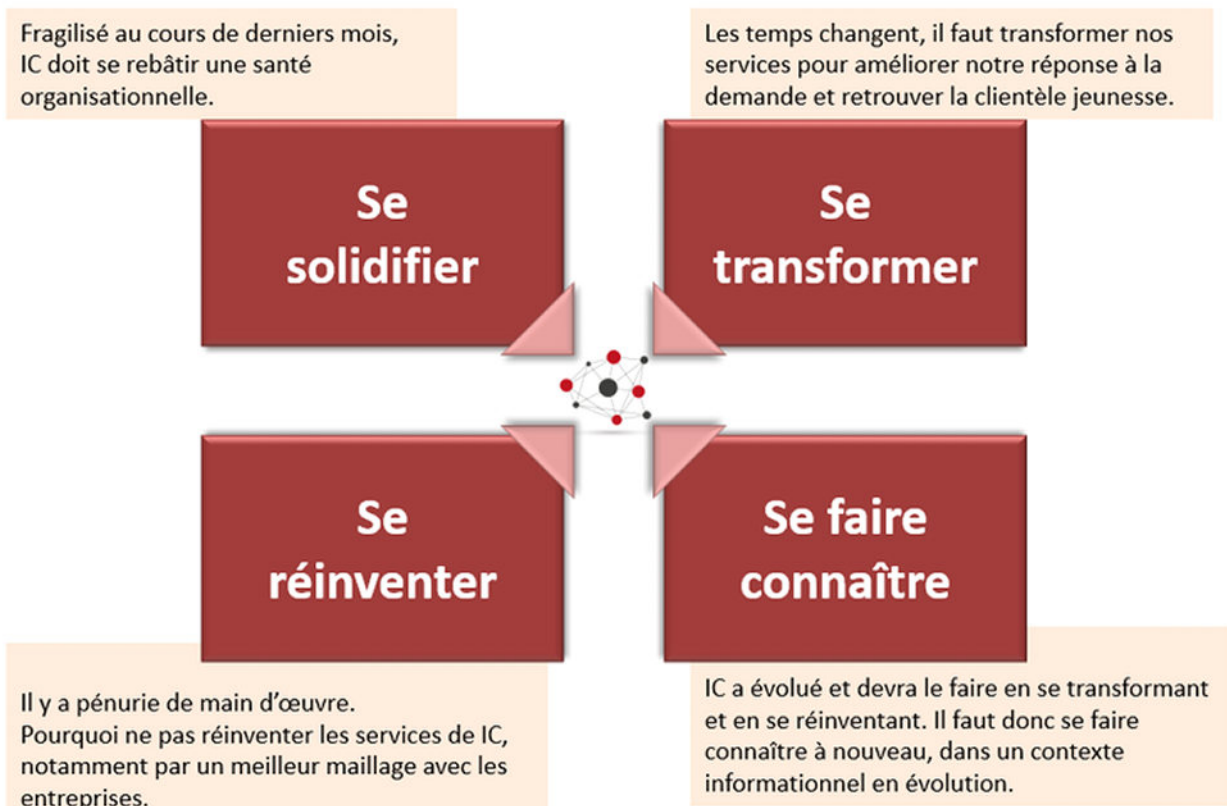 Fragilisé au cours de derniers mois,
IC doit se rebâtir une santé
organisationnelle.
Les temps changent, il faut transformer nos
services pour améliorer notre réponse à la
demande et retrouver la clientèle jeunesse.
Se
solidifier
Se
transformer
Se
réinventer
Se faire
connaître
Il y a pénurie de main d'œuvre.
Pourquoi ne pas réinventer les services de IC,
notamment par un meilleur maillage avec les
entreprises.
IC a évolué et devra le faire en se transformant
et en se réinventant. Il faut donc se faire
connaître à nouveau, dans un contexte
informationnel en évolution.